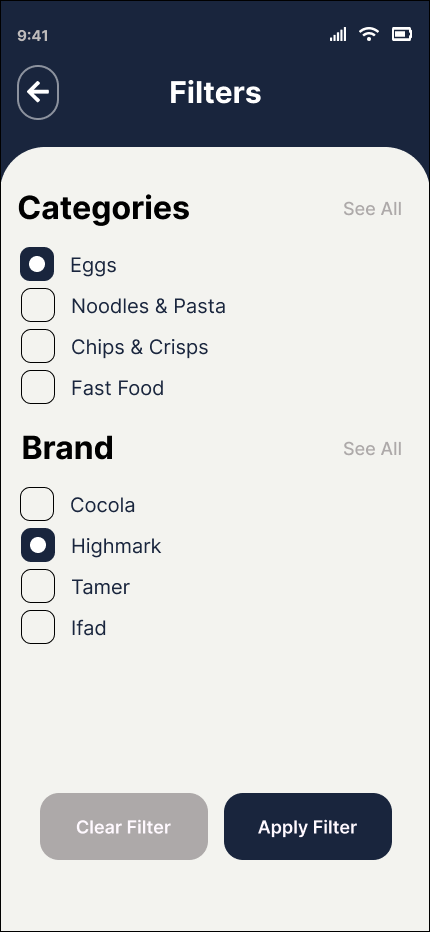 9:41
Filters
Categories
See All
Eggs
Noodles & Pasta
Chips & Crisps
Fast Food
Brand
See All
Cocola
Highmark
Tamer
Ifad
Clear Filter
Apply Filter